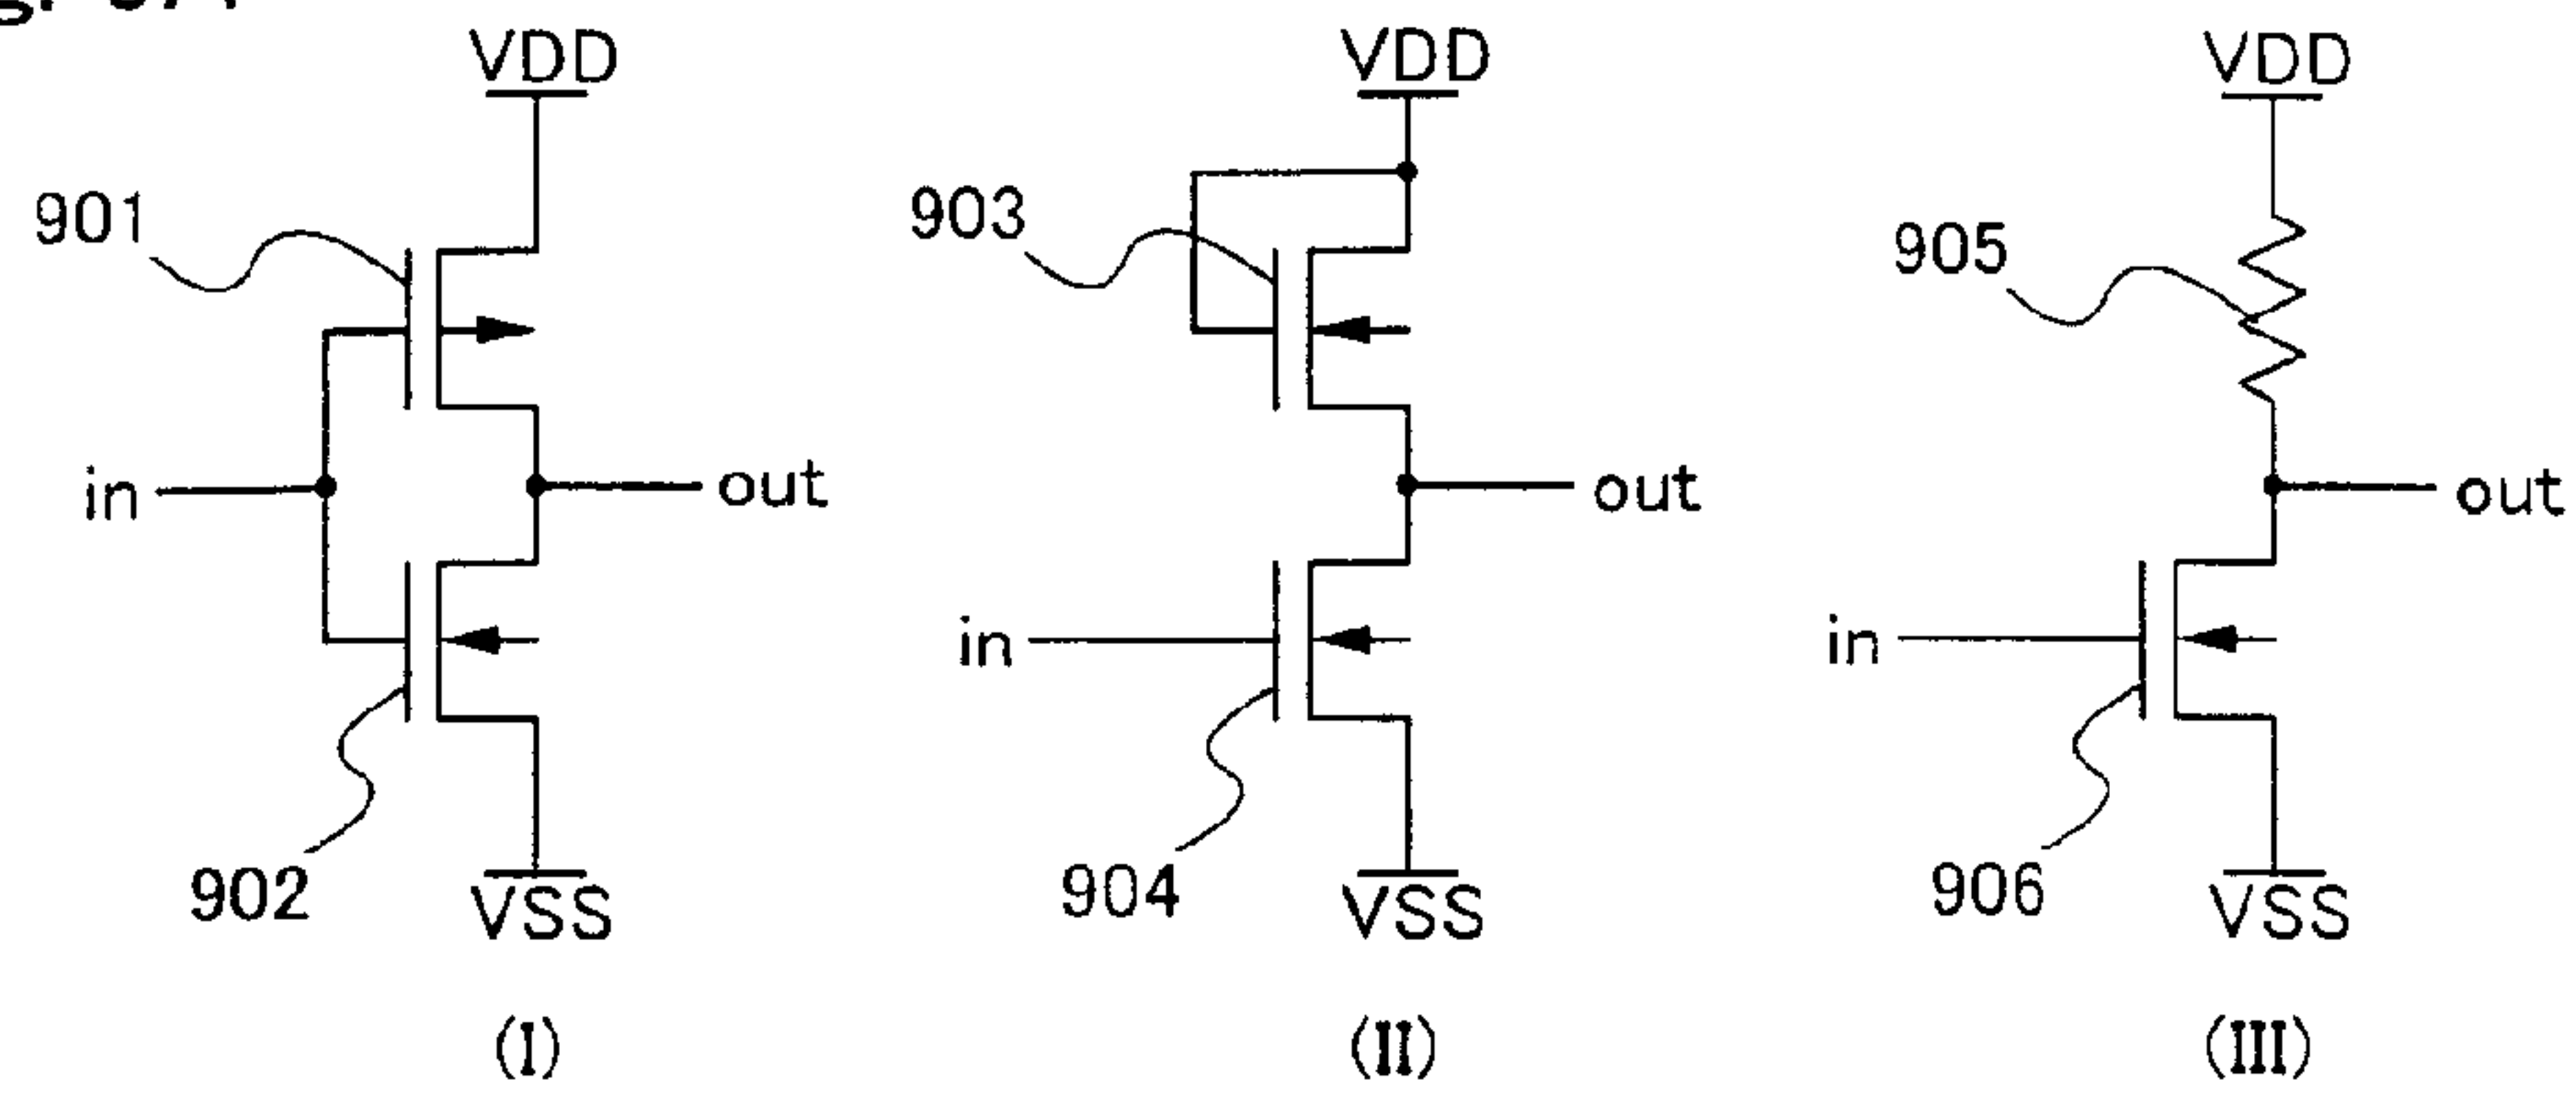 VDD
VDD
VDD
901
903
905
in
out
out
out
in
in
902
904
906
VSS
VSS
VSS
(I)
(II)
(III)